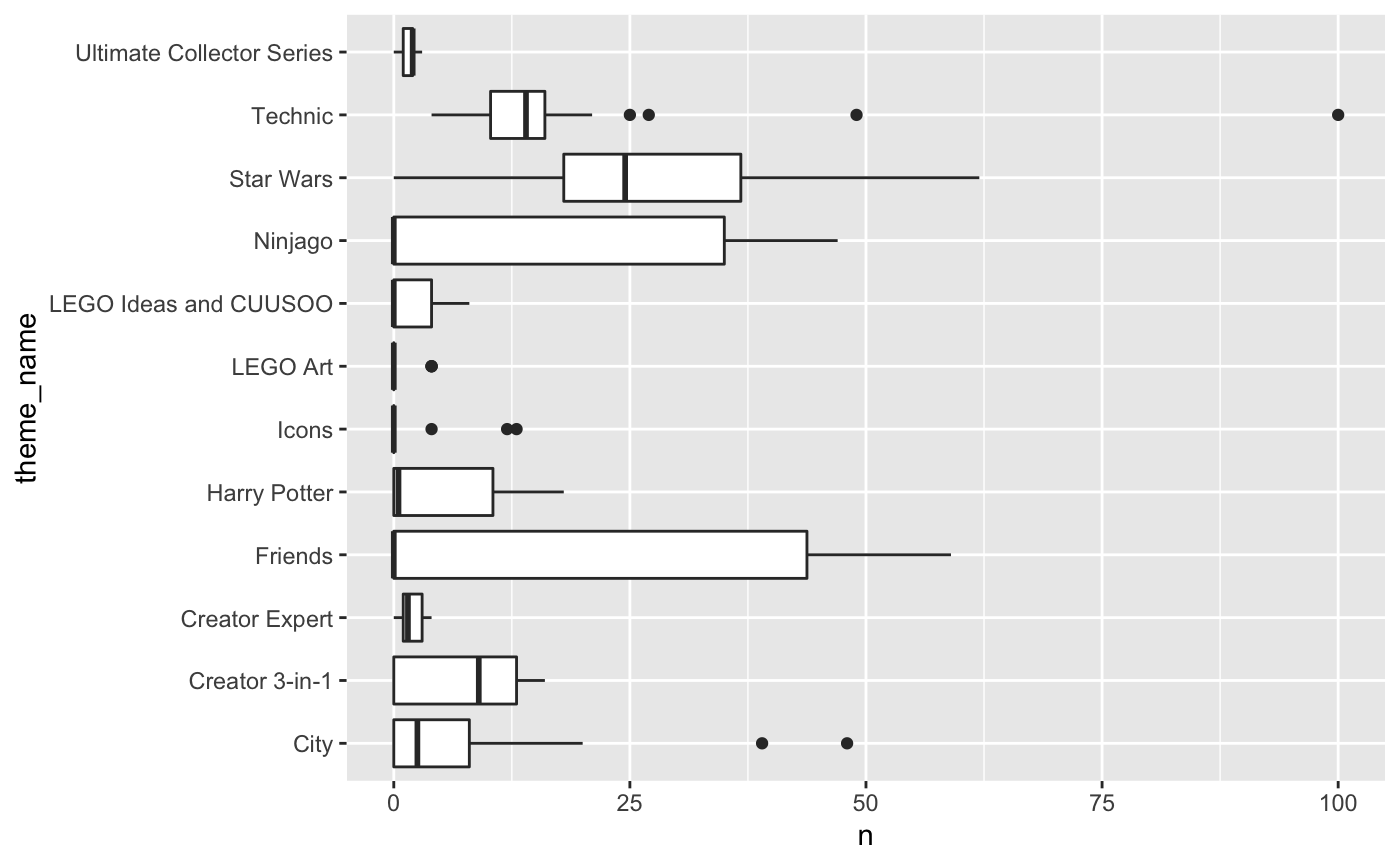 Ultimate Collector Series
Technic
Star Wars
Ninjago
LEGO Ideas and CUUSOO
LEGO Art
Icons
Harry Potter
Friends
Creator Expert
Creator 3-in-1
City
theme_name
0 25 50 75 100
n